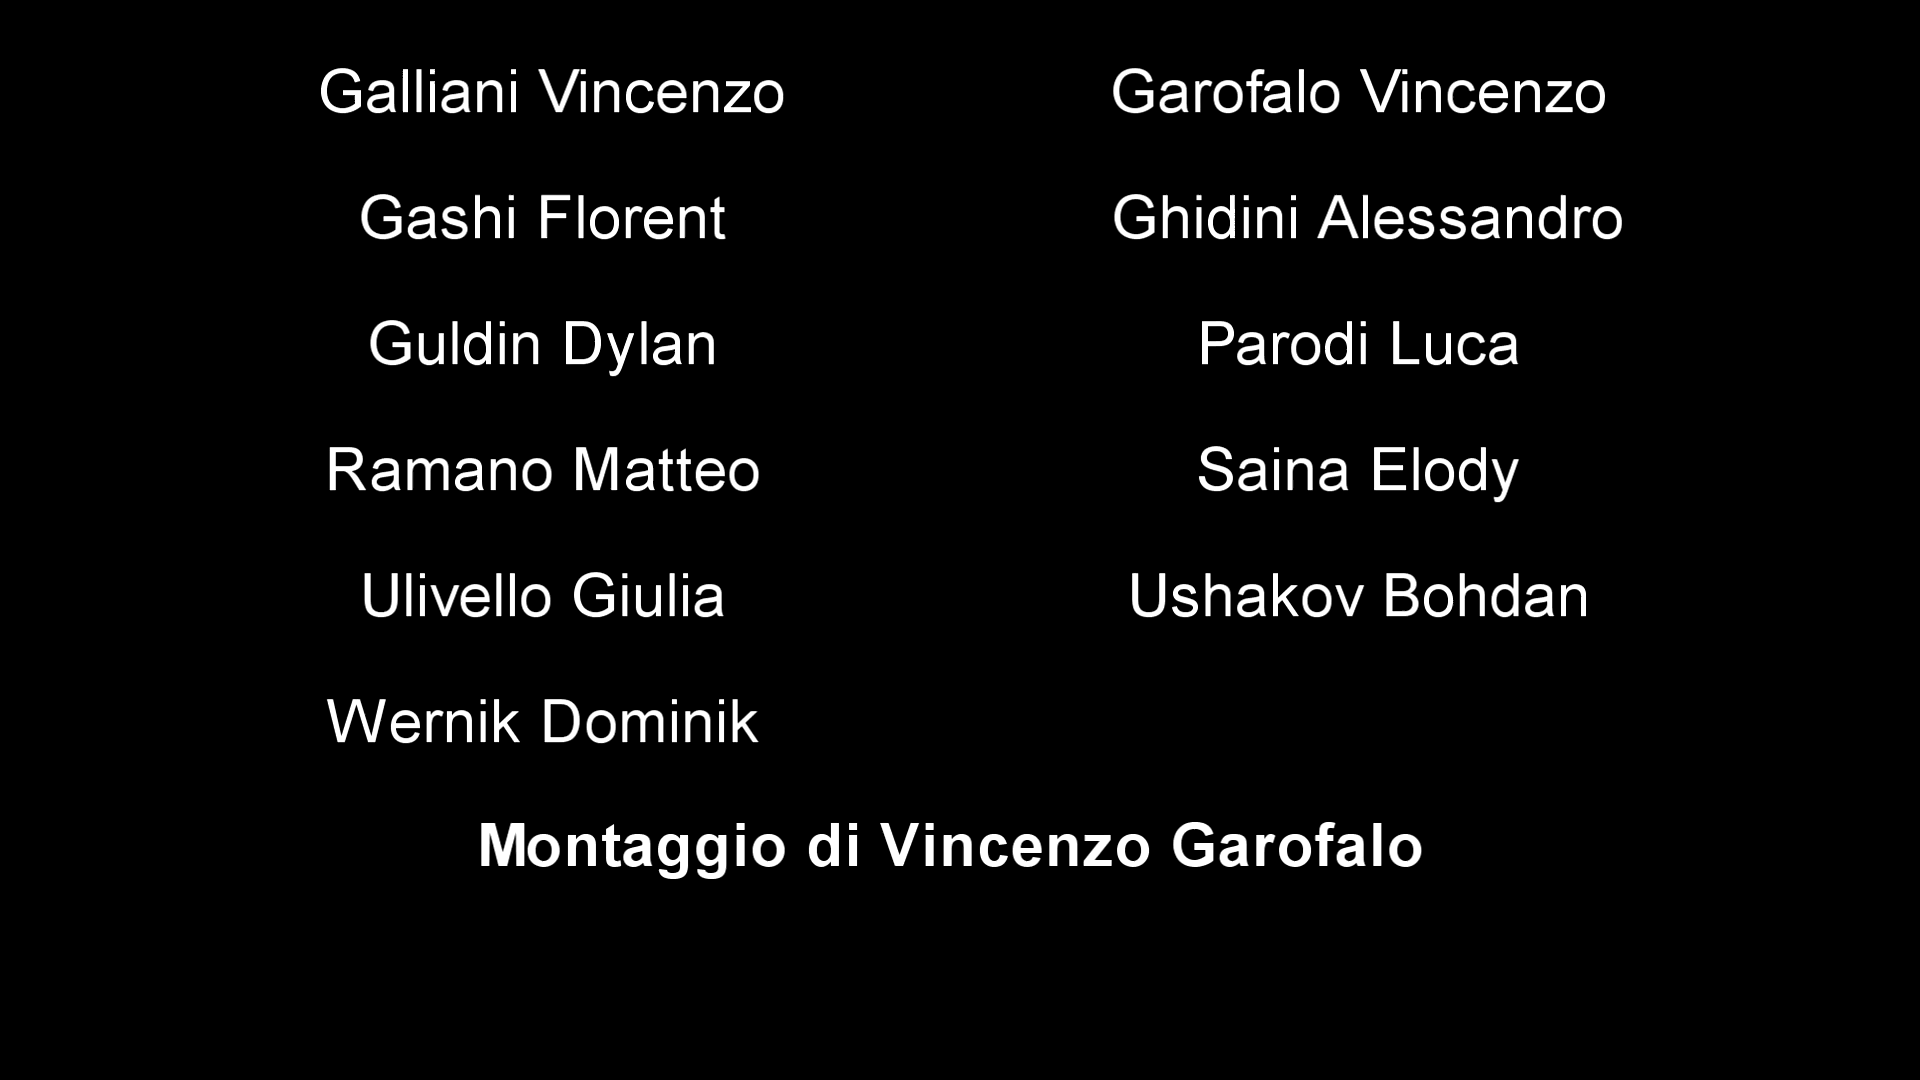 Galliani Vincenzo Garofalo Vincenzo
Gashi Florent Ghidini Alessandro
Guldin Dylan Parodi Luca
Ramano Matteo Saina Elody
Ulivello Giulia Ushakov Bohdan
Wernik Dominik
Montaggio di Vincenzo Garofalo